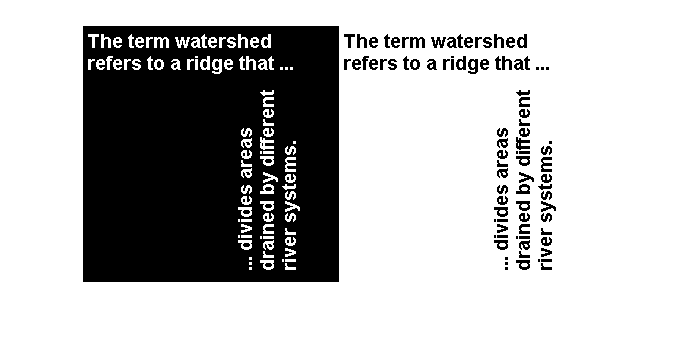 The term watershed
refers to a ridge that ...
... divides areas
drained by different
river systems.
The term watershed
refers to a ridge that ...
... divides areas
drained by different
river systems.